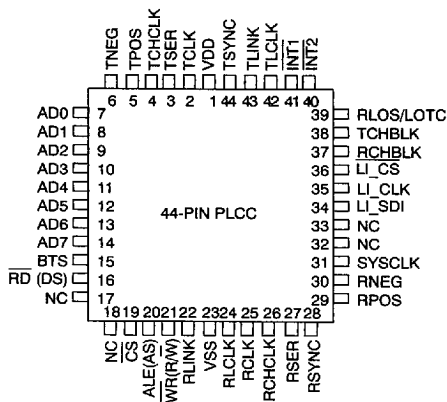 TNEG TPOS TCHCLK TSER TCLK VDD TSYNC TLINK TLCLK INT1 INT2
6 5 4 3 2 1 44 43 42 41 40
AD0 7
AD1 8
AD2 9
AD3 10
AD4 11
AD5 12
AD6 13
AD7 14
BTS 15
RD (DS) 16
NC 17
44-PIN PLCC
39 RLOS/LOTC
38 TCHBLK
37 RCHBLK
36 LI_CS
35 LI_CLK
34 LI_SDI
33 NC
32 NC
31 SYSCLK
30 RNEG
29 RPOS
18 19 20 21 22 23 24 25 26 27 28
NC CS ALE(AS) WR(R/W) RLINK VSS RLCLK RCLK RCHCLK RSER RSYNC